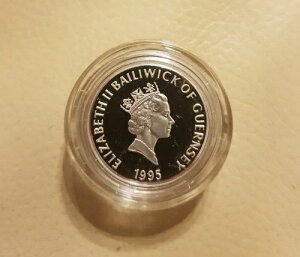 ELIZABETH II BAILIWICK OF GUERNSEY
1995